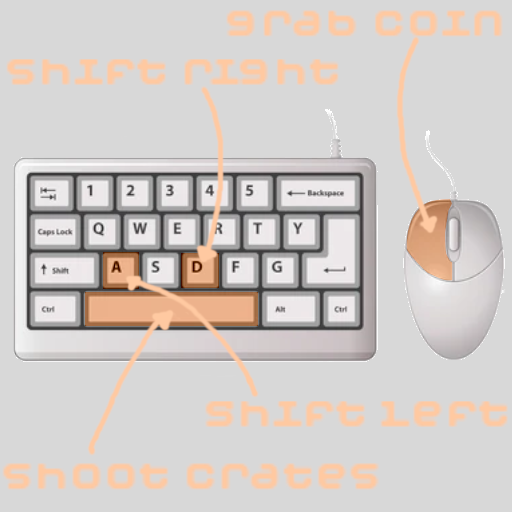 grab coin
shift right
1 2 3 4 5 Backspace
Caps Lock Q W E R T Y
Shift A S D F G
Ctrl Alt Ctrl
shift left
shoot crates